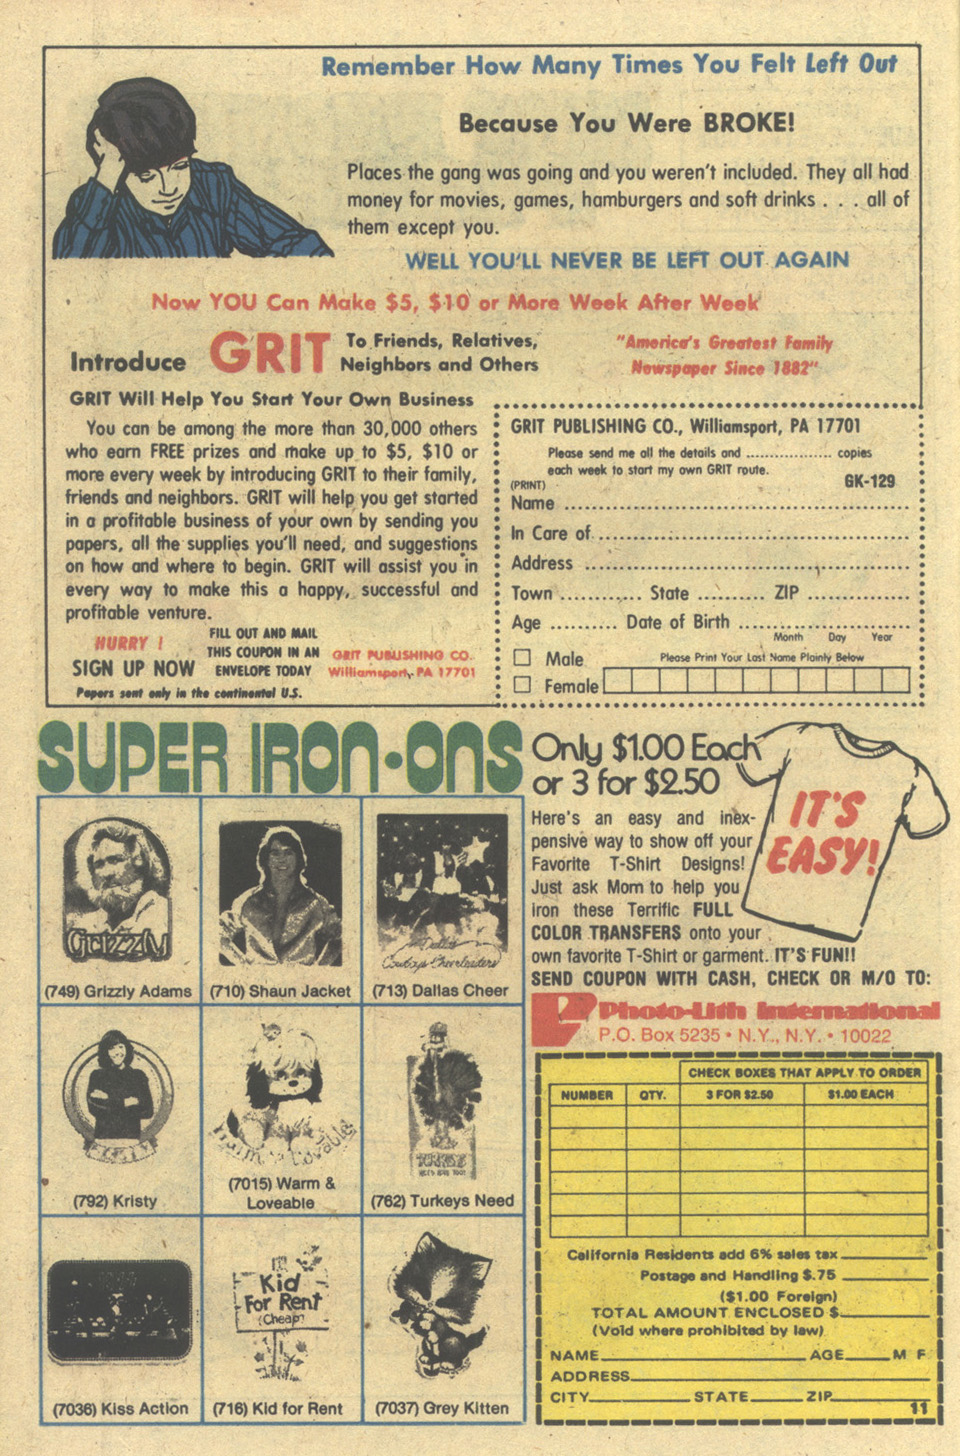 Remember How Many Times You Felt Left Out
Because You Were BROKE!
Places the gang was going and you weren't included. They all had
money for movies, games, hamburgers and soft drinks . . . all of
them except you.
WELL YOU'LL NEVER BE LEFT OUT AGAIN
Now YOU Can Make $5, $10 or More Week After Week
Introduce GRIT To Friends, Relatives,
Neighbors and Others
"America's Greatest Family
Newspaper Since 1882"
GRIT Will Help You Start Your Own Business
You can be among the more than 30,000 others
who earn FREE prizes and make up to $5, $10 or
more every week by introducing GRIT to their family,
friends and neighbors. GRIT will help you get started
in a profitable business of your own by sending you
papers, all the supplies you'll need, and suggestions
on how and where to begin. GRIT will assist you in
every way to make this a happy, successful and
profitable venture.
HURRY !
SIGN UP NOW
FILL OUT AND MAIL
THIS COUPON IN AN
ENVELOPE TODAY
GRIT PUBLISHING CO.
Williamsport, PA 17701
Papers sent only in the continental U.S.
GRIT PUBLISHING CO., Williamsport, PA 17701
Please send me all the details and .................. copies
each week to start my own GRIT route.
(PRINT)
GK-129
Name
In Care of
Address
Town ............ State .......... ZIP
Age .......... Date of Birth
Month Day Year
Male
Please Print Your Last Name Plainly Below
Female
SUPER IRON-ONS
Only $1.00 Each
or 3 for $2.50
IT'S
EASY!
Here's an easy and inex-
pensive way to show off your
Favorite T-Shirt Designs!
Just ask Mom to help you
iron these Terrific FULL
COLOR TRANSFERS onto your
own favorite T-Shirt or garment. IT'S FUN!!
SEND COUPON WITH CASH, CHECK OR M/O TO:
Photo-Lith International
P.O. Box 5235 • N.Y., N.Y. • 10022
Grizzly
(749) Grizzly Adams
(710) Shaun Jacket
Dallas
Cowboys Cheerleaders
(713) Dallas Cheer
(792) Kristy
Warm & Loveable
(7015) Warm &
Loveable
TURKEYS
(762) Turkeys Need
(7036) Kiss Action
Kid
For Rent
(Cheap)
(716) Kid for Rent
(7037) Grey Kitten
CHECK BOXES THAT APPLY TO ORDER
NUMBER QTY. 3 FOR $2.50 $1.00 EACH
California Residents add 6% sales tax
Postage and Handling $.75
($1.00 Foreign)
TOTAL AMOUNT ENCLOSED $
(Void where prohibited by law)
NAME AGE M F
ADDRESS
CITY STATE ZIP
11